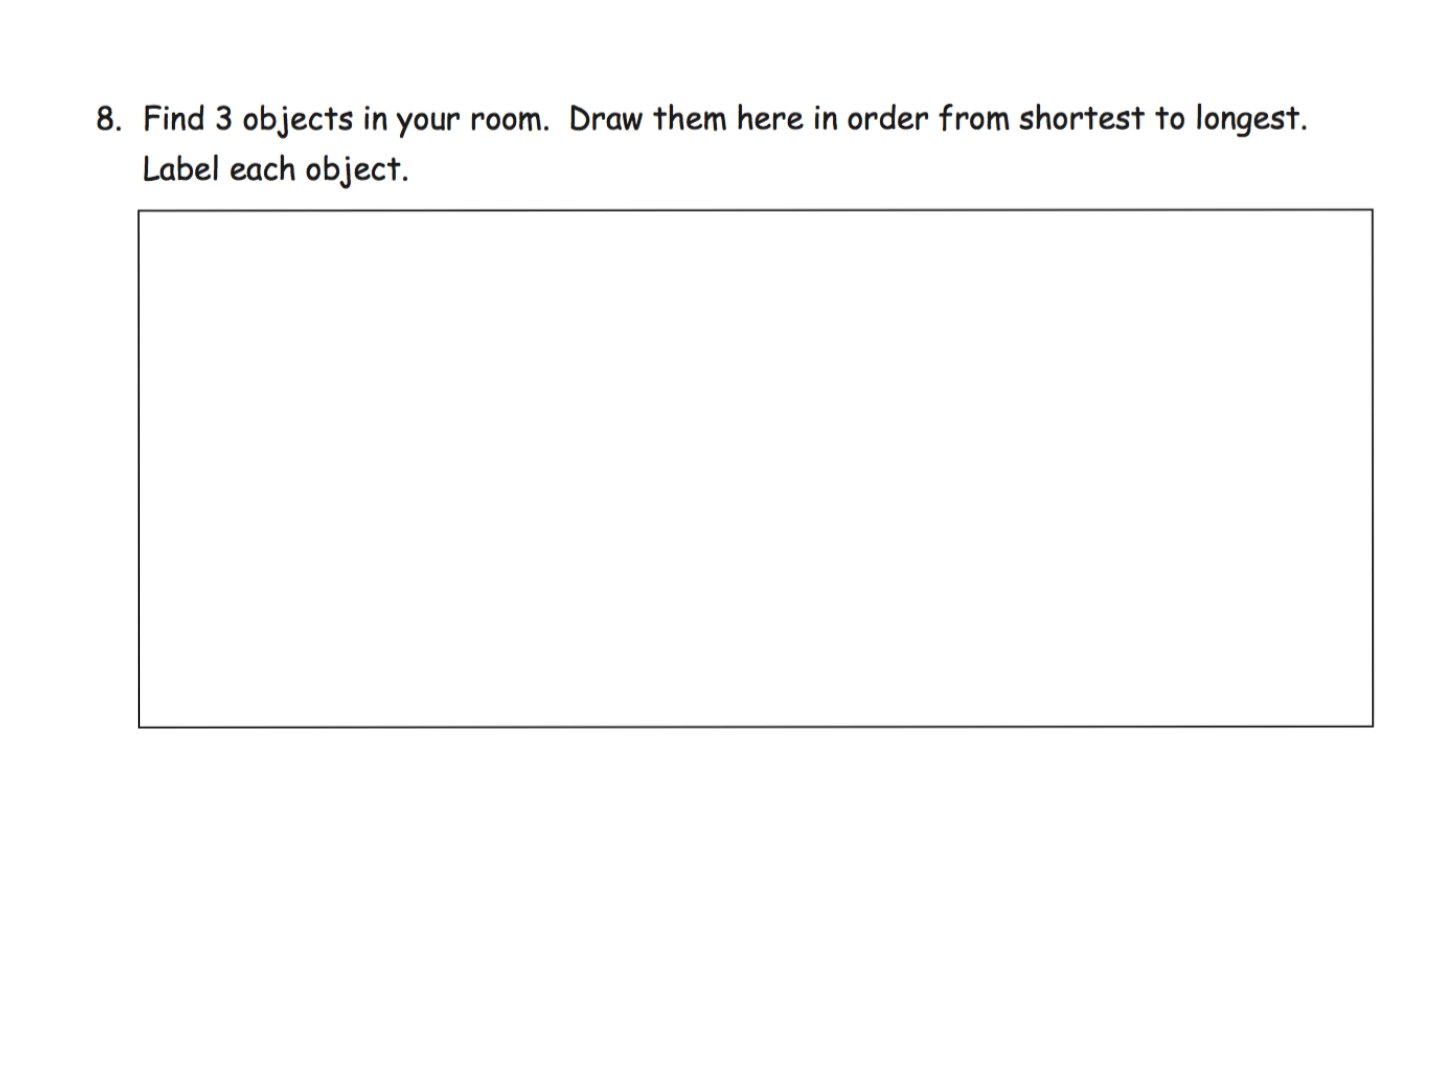 8. Find 3 objects in your room. Draw them here in order from shortest to longest.
Label each object.